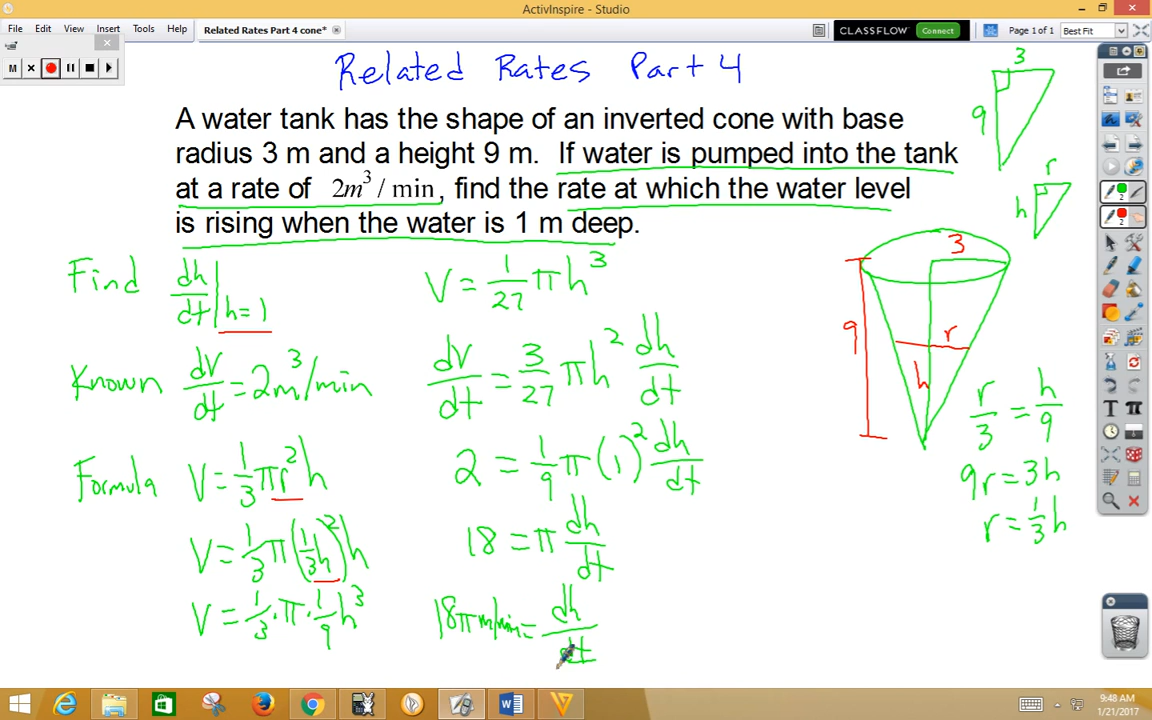 ActivInspire - Studio
File Edit View Insert Tools Help
Related Rates Part 4 cone*
CLASSFLOW Connect
Page 1 of 1 Best Fit
M
Related Rates Part 4
A water tank has the shape of an inverted cone with base
radius 3 m and a height 9 m. If water is pumped into the tank
at a rate of 2m³ / min, find the rate at which the water level
is rising when the water is 1 m deep.
Find dh/dt | h = 1
Known dV/dt = 2m³/min
Formula V = 1/3 πr²h
V = 1/3 π(1/3 h)²h
V = 1/3 · π · 1/9 h³
V = 1/27 πh³
dV/dt = 3/27 πh² dh/dt
2 = 1/9 π(1)² dh/dt
18 = π dh/dt
18π m/min = dh/dt
3
9
r
h
3
9
r
h
r/3 = h/9
9r = 3h
r = 1/3 h
2
2
T π
9:48 AM
1/21/2017